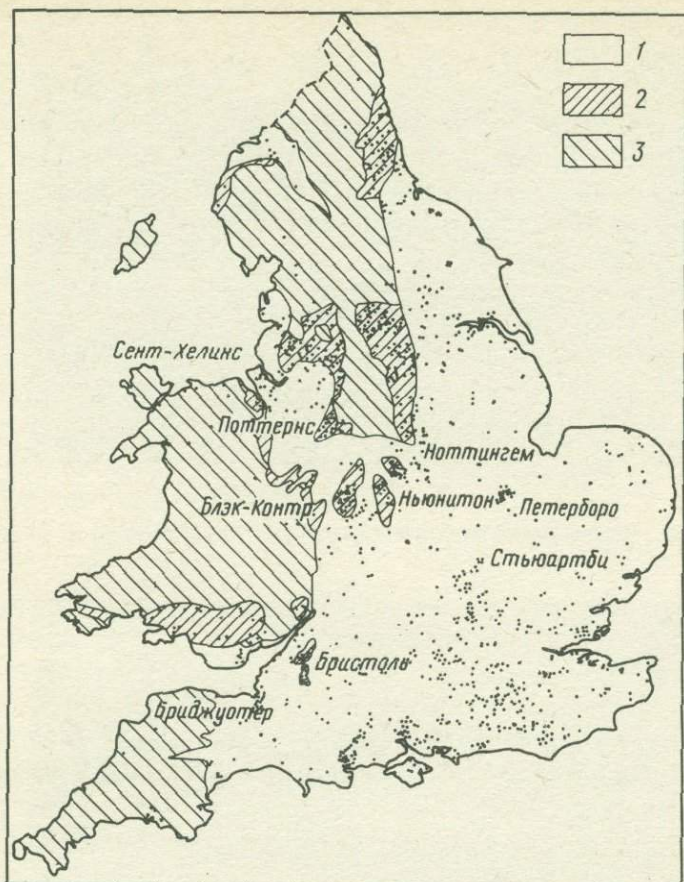 1
2
3
Сент-Хелинс
Поттернс
Ноттингем
Блэк-Контр
Ньюнитон
Петерборо
Стьюартби
Бристоль
Бриджуотер